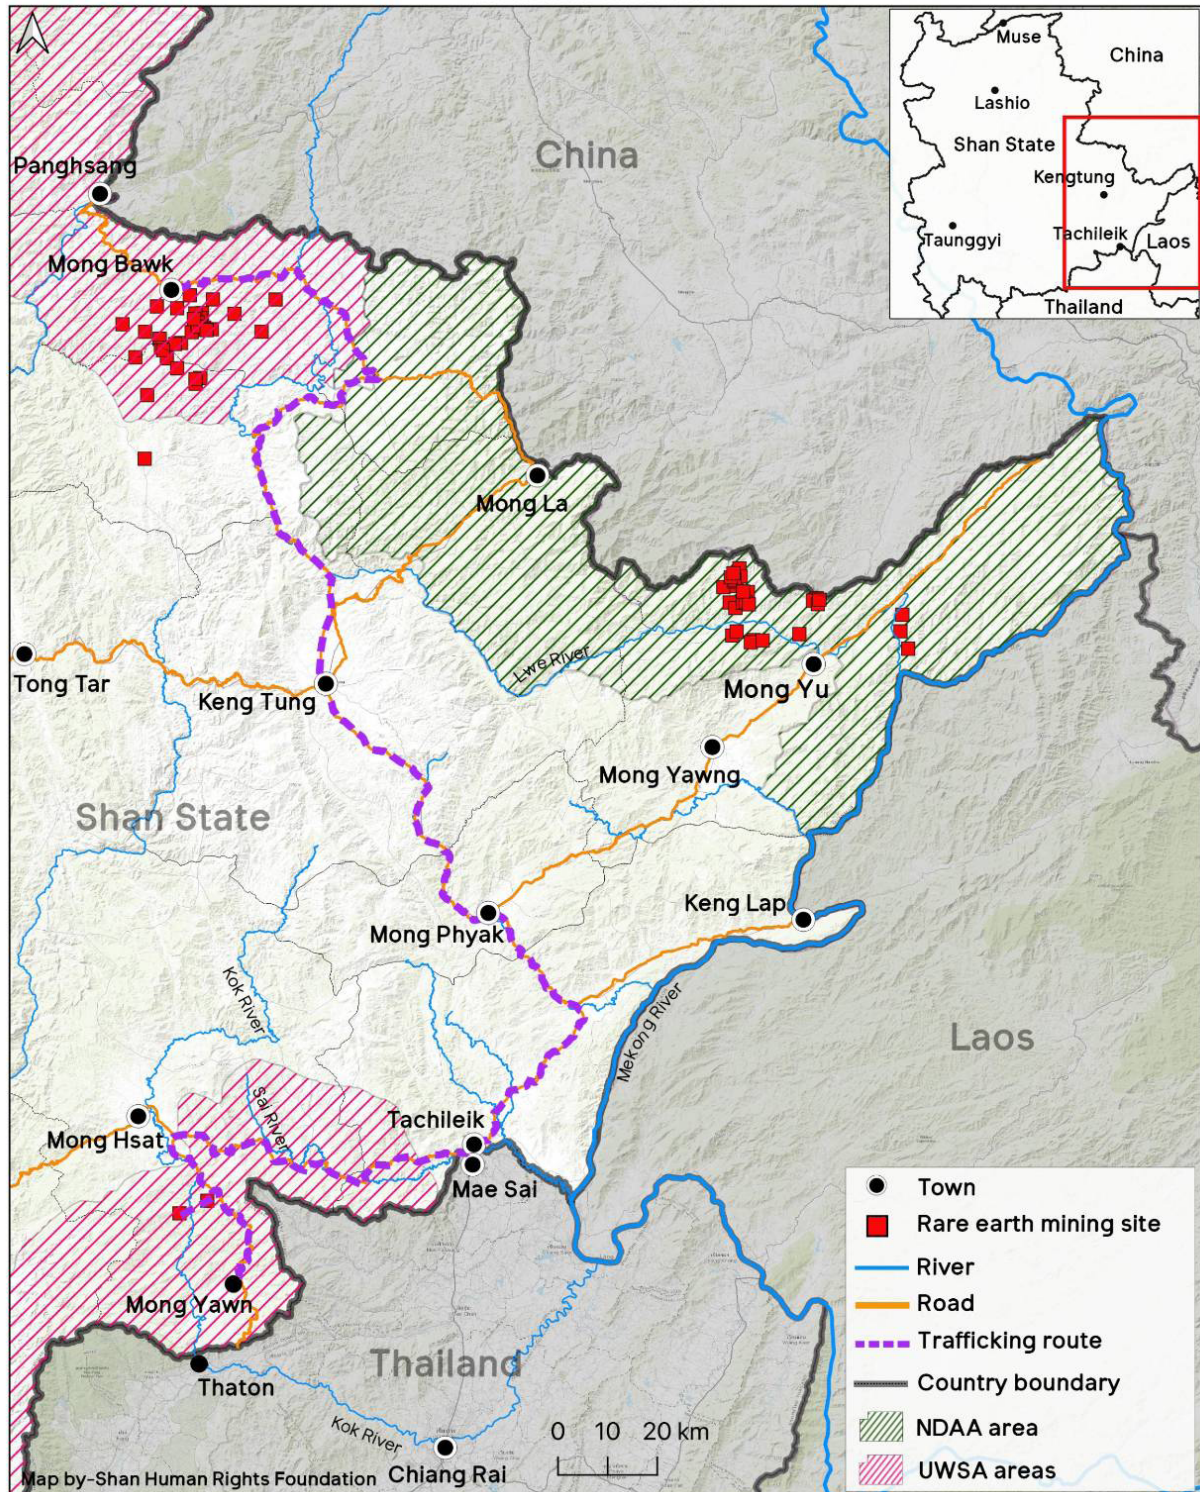 Muse
China
Lashio
Shan State
Kengtung
Tachileik
Laos
Taunggyi
Thailand
China
Panghsang
Mong Bawk
Mong La
Lwe River
Tong Tar
Keng Tung
Mong Yu
Mong Yawng
Shan State
Keng Lap
Mong Phyak
Kok River
Mekong River
Laos
Sai River
Mong Hsat
Tachileik
Mae Sai
Mong Yawn
Thailand
Thaton
Kok River
Chiang Rai
0 10 20 km
Town
Rare earth mining site
River
Road
Trafficking route
Country boundary
NDAA area
UWSA areas
Map by-Shan Human Rights Foundation